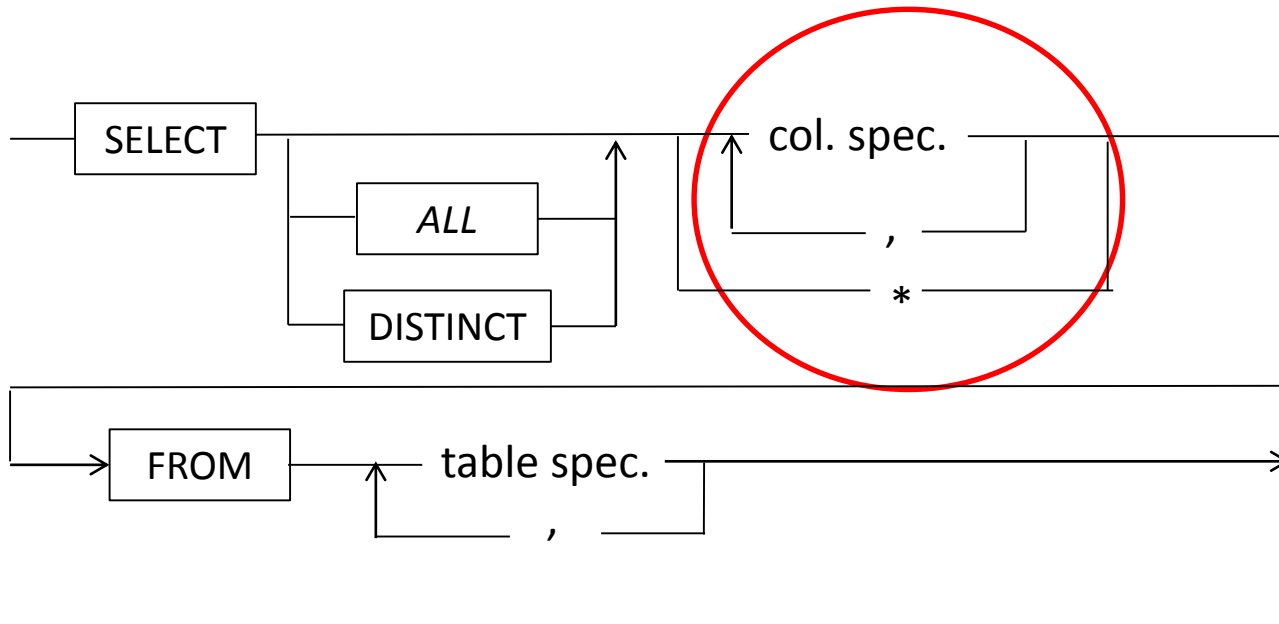 SELECT col. spec.
ALL ,
*
DISTINCT
FROM table spec.
,